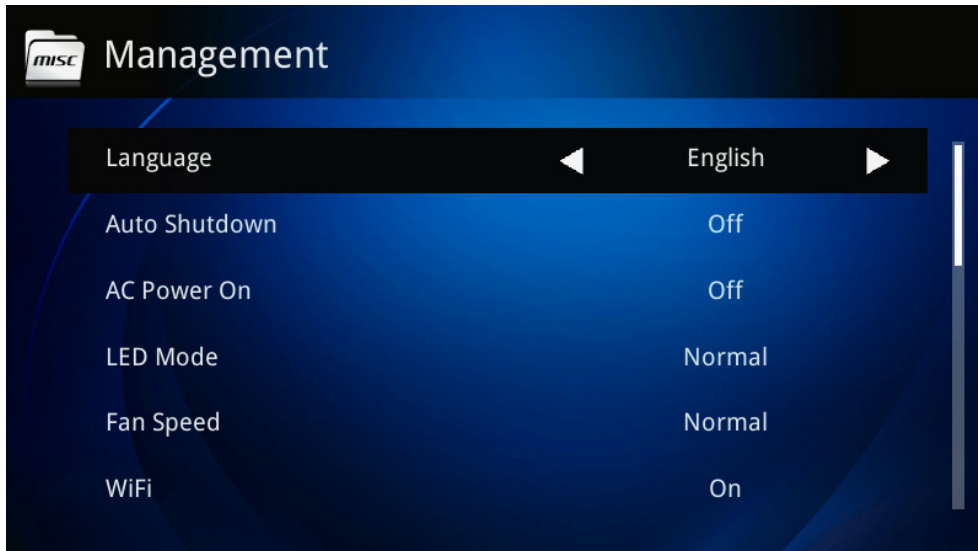 misc Management
Language English
Auto Shutdown Off
AC Power On Off
LED Mode Normal
Fan Speed Normal
WiFi On